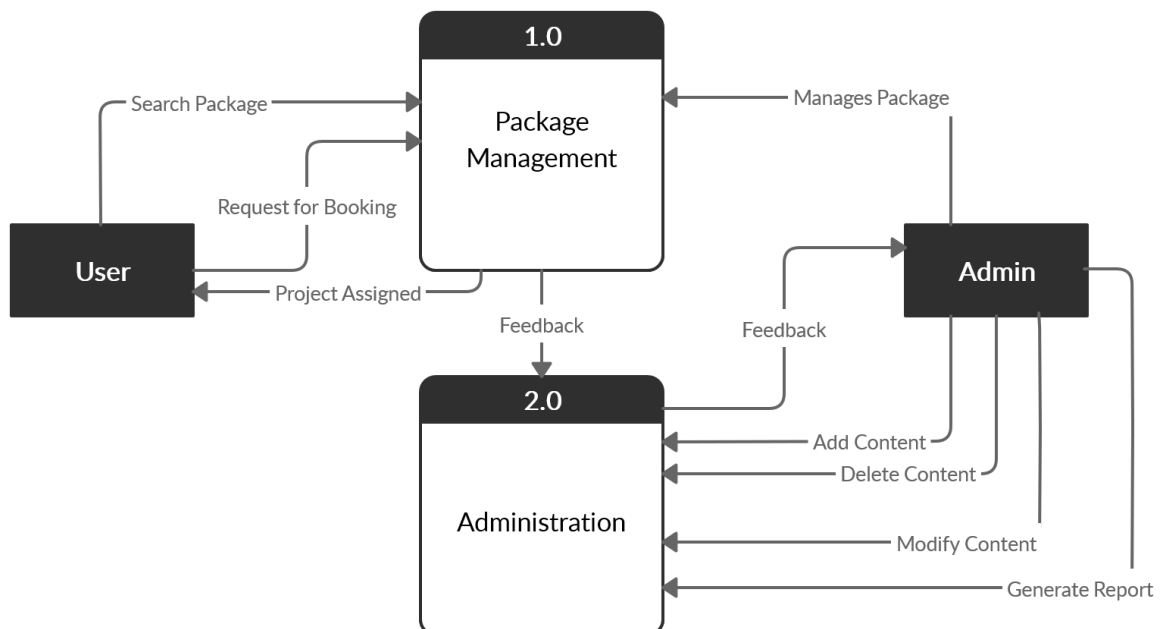 1.0
Search Package
Manages Package
Package
Management
Request for Booking
User
Admin
Project Assigned
Feedback
Feedback
2.0
Add Content
Delete Content
Administration
Modify Content
Generate Report